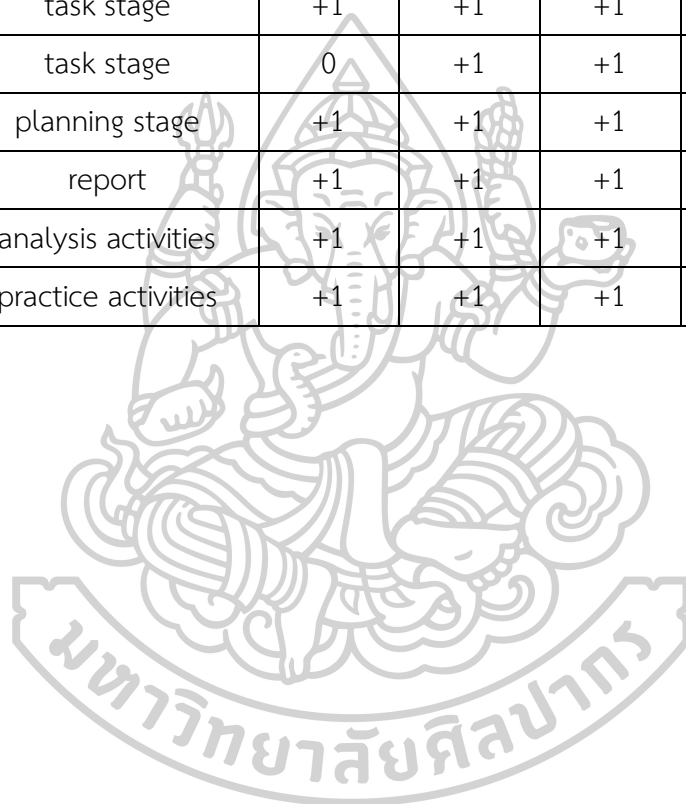 task stage +1 +1 +1
task stage 0 +1 +1
planning stage +1 +1 +1
report +1 +1 +1
analysis activities +1 +1 +1
practice activities +1 +1 +1
มหาวิทยาลัยศิลปากร